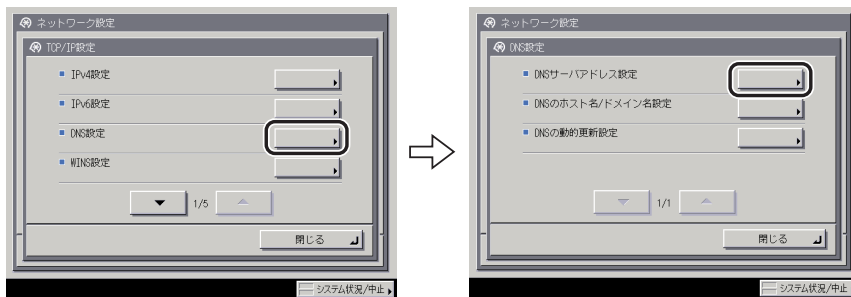 ネットワーク設定
TCP/IP設定
IPv4設定
IPv6設定
DNS設定
WINS設定
1/5
閉じる
システム状況/中止
ネットワーク設定
DNS設定
DNSサーバアドレス設定
DNSのホスト名/ドメイン名設定
DNSの動的更新設定
1/1
閉じる
システム状況/中止